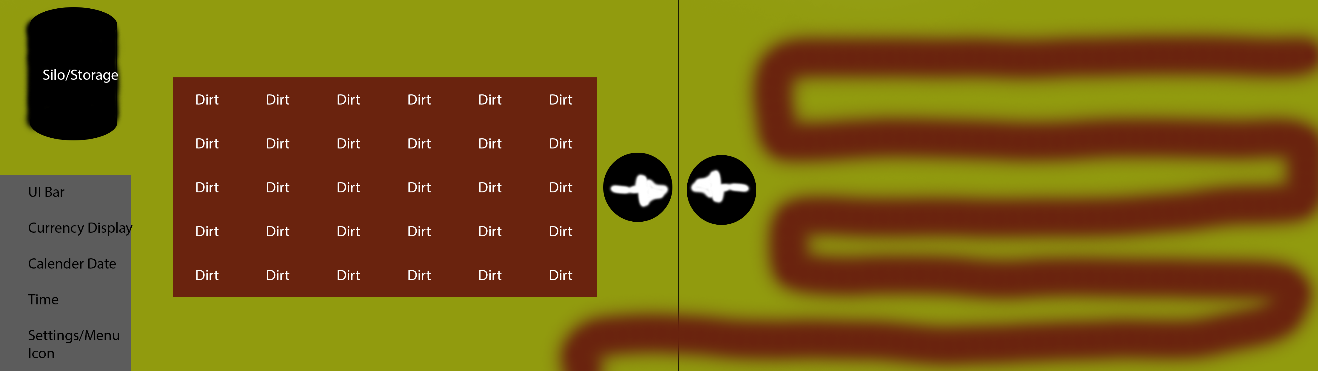 Silo/Storage
Dirt Dirt Dirt Dirt Dirt Dirt
Dirt Dirt Dirt Dirt Dirt Dirt
Dirt Dirt Dirt Dirt Dirt Dirt
Dirt Dirt Dirt Dirt Dirt Dirt
Dirt Dirt Dirt Dirt Dirt Dirt
UI Bar
Currency Display
Calender Date
Time
Settings/Menu
Icon